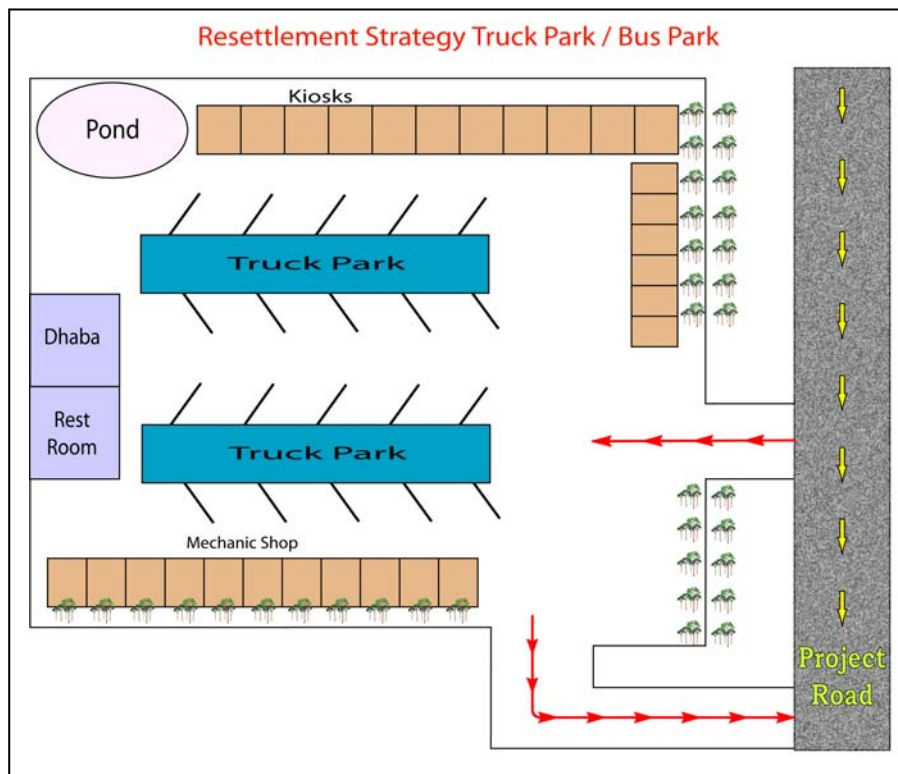 Resettlement Strategy Truck Park / Bus Park
Kiosks
Pond
Truck Park
Dhaba
Rest
Room
Truck Park
Mechanic Shop
Project
Road